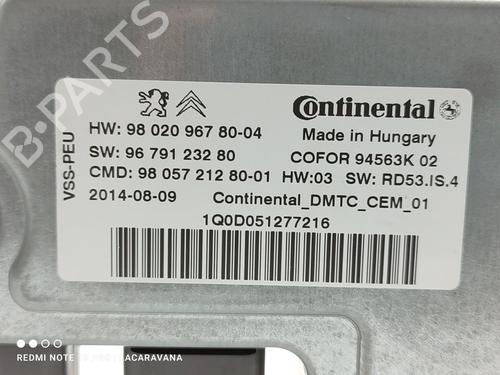 B-PARTS
VSS-PEU
Continental
HW: 98 020 967 80-04
Made in Hungary
SW: 96 791 232 80
COFOR 94563K 02
CMD: 98 057 212 80-01 HW:03 SW: RD53.IS.4
2014-08-09 Continental_DMTC_CEM_01
1Q0D051277216
REDMI NOTE
ACARAVANA